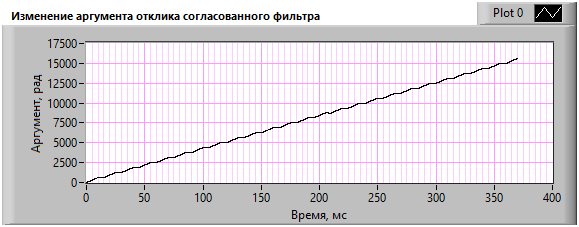 Изменение аргумента отклика согласованного фильтра
Plot 0
Аргумент, рад
17500
15000
12500
10000
7500
5000
2500
0
0 50 100 150 200 250 300 350 400
Время, мс